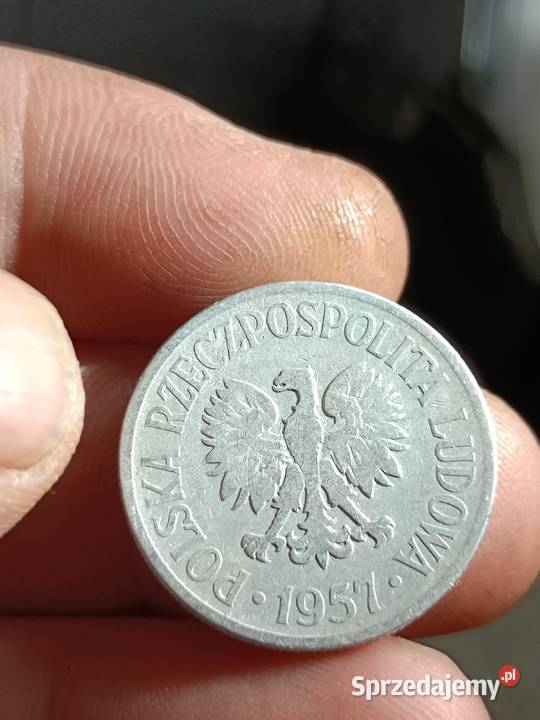 POLSKA RZECZPOSPOLITA LUDOWA
· 1957 ·
Sprzedajemy.pl